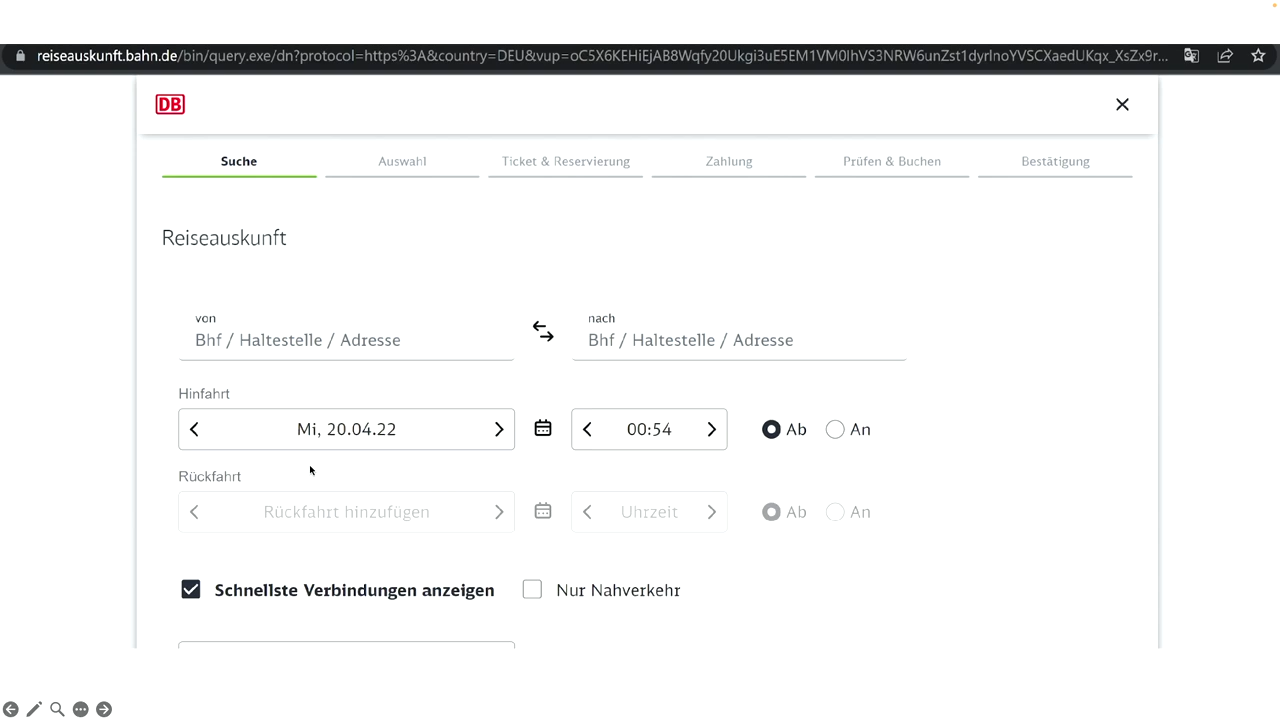 reiseauskunft.bahn.de/bin/query.exe/dn?protocol=https%3A&country=DEU&vup=oC5X6KEHiEjAB8Wqfy20Ukgi3uE5EM1VM0lhVS3NRW6unZst1dyrlnoYVSCXaedUKqx_XsZx9r...
DB
Suche Auswahl Ticket & Reservierung Zahlung Prüfen & Buchen Bestätigung
Reiseauskunft
von nach
Bhf / Haltestelle / Adresse Bhf / Haltestelle / Adresse
Hinfahrt
Mi, 20.04.22 00:54 Ab An
Rückfahrt
Rückfahrt hinzufügen Uhrzeit Ab An
Schnellste Verbindungen anzeigen Nur Nahverkehr